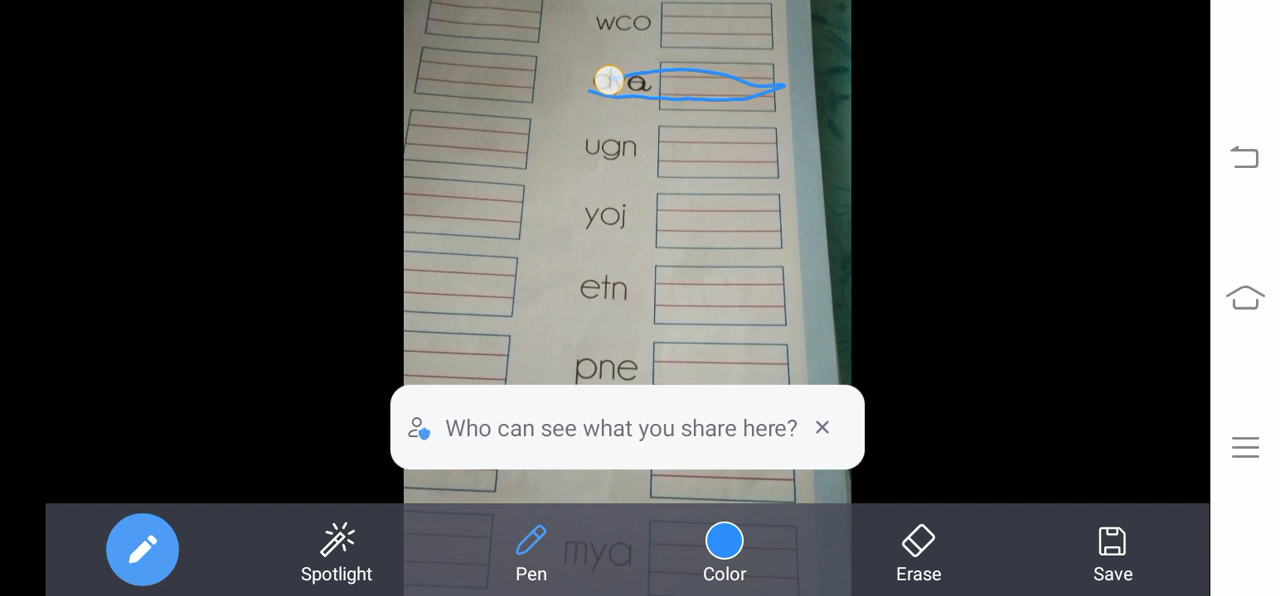 wco
a
ugn
yoj
etn
pne
Who can see what you share here?
mya
Spotlight
Pen
Color
Erase
Save